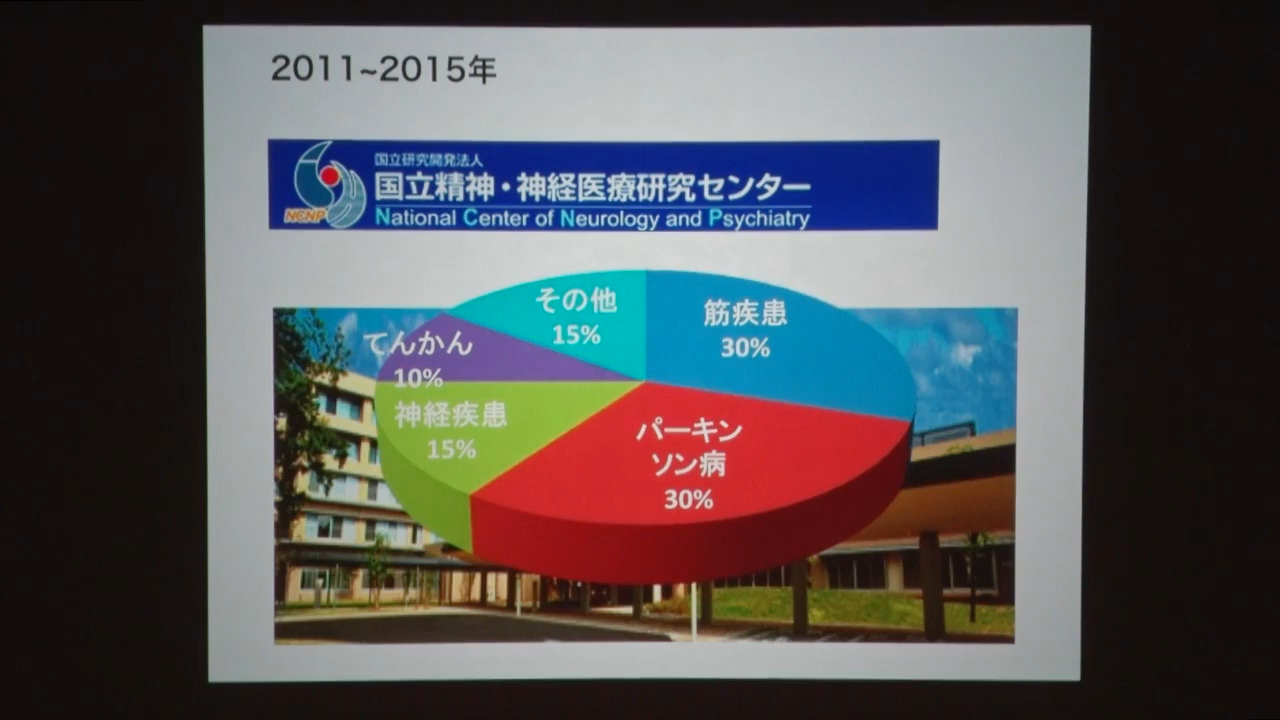 2011~2015年
国立研究開発法人
国立精神・神経医療研究センター
NCNP
National Center of Neurology and Psychiatry
その他
15%
筋疾患
30%
てんかん
10%
神経疾患
15%
パーキン
ソン病
30%